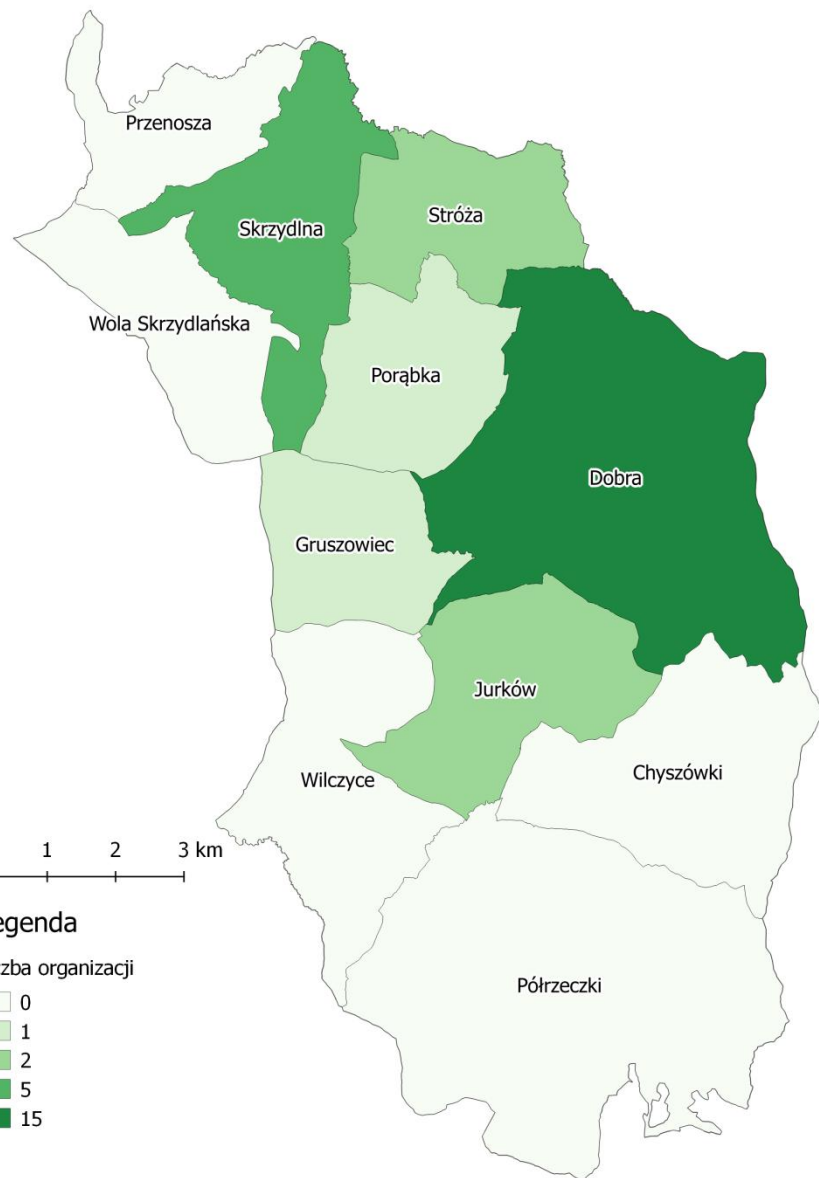 Przenosza
Skrzydlna
Stróża
Wola Skrzydlańska
Porąbka
Dobra
Gruszowiec
Jurków
Chyszówki
Wilczyce
1 2 3 km
egenda
zba organizacji
Półrzeczki
0
1
2
5
15